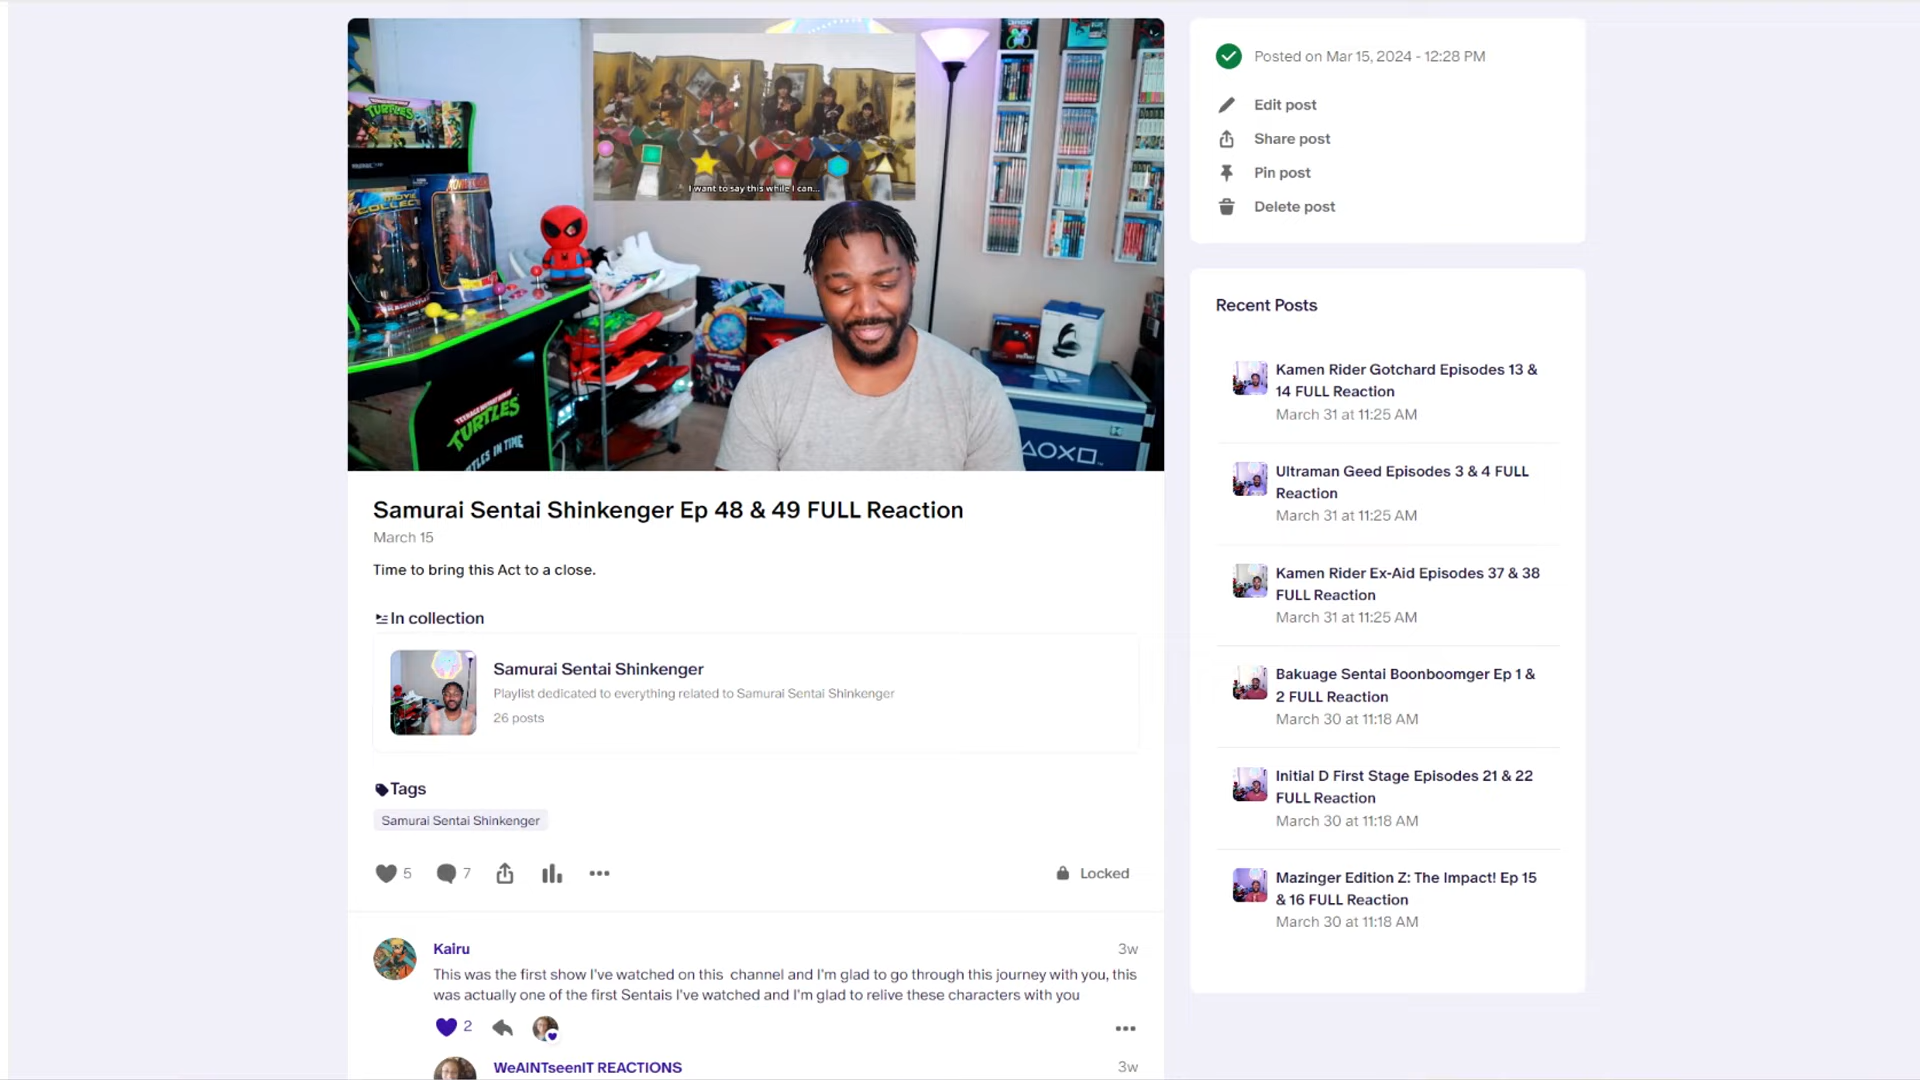 TURTLES
MOVIE
COLLEC
I want to say this while I can...
TEENAGE MUTANT NINJA
TURTLES
TLES IN TIME
Samurai Sentai Shinkenger Ep 48 & 49 FULL Reaction
March 15
Time to bring this Act to a close.
In collection
Samurai Sentai Shinkenger
Playlist dedicated to everything related to Samurai Sentai Shinkenger
26 posts
Tags
Samurai Sentai Shinkenger
5
7
Locked
Kairu
3w
This was the first show I've watched on this channel and I'm glad to go through this journey with you, this
was actually one of the first Sentais I've watched and I'm glad to relive these characters with you
2
WeAINTseenIT REACTIONS
3w
Posted on Mar 15, 2024 - 12:28 PM
Edit post
Share post
Pin post
Delete post
Recent Posts
Kamen Rider Gotchard Episodes 13 &
14 FULL Reaction
March 31 at 11:25 AM
Ultraman Geed Episodes 3 & 4 FULL
Reaction
March 31 at 11:25 AM
Kamen Rider Ex-Aid Episodes 37 & 38
FULL Reaction
March 31 at 11:25 AM
Bakuage Sentai Boonboomger Ep 1 &
2 FULL Reaction
March 30 at 11:18 AM
Initial D First Stage Episodes 21 & 22
FULL Reaction
March 30 at 11:18 AM
Mazinger Edition Z: The Impact! Ep 15
& 16 FULL Reaction
March 30 at 11:18 AM